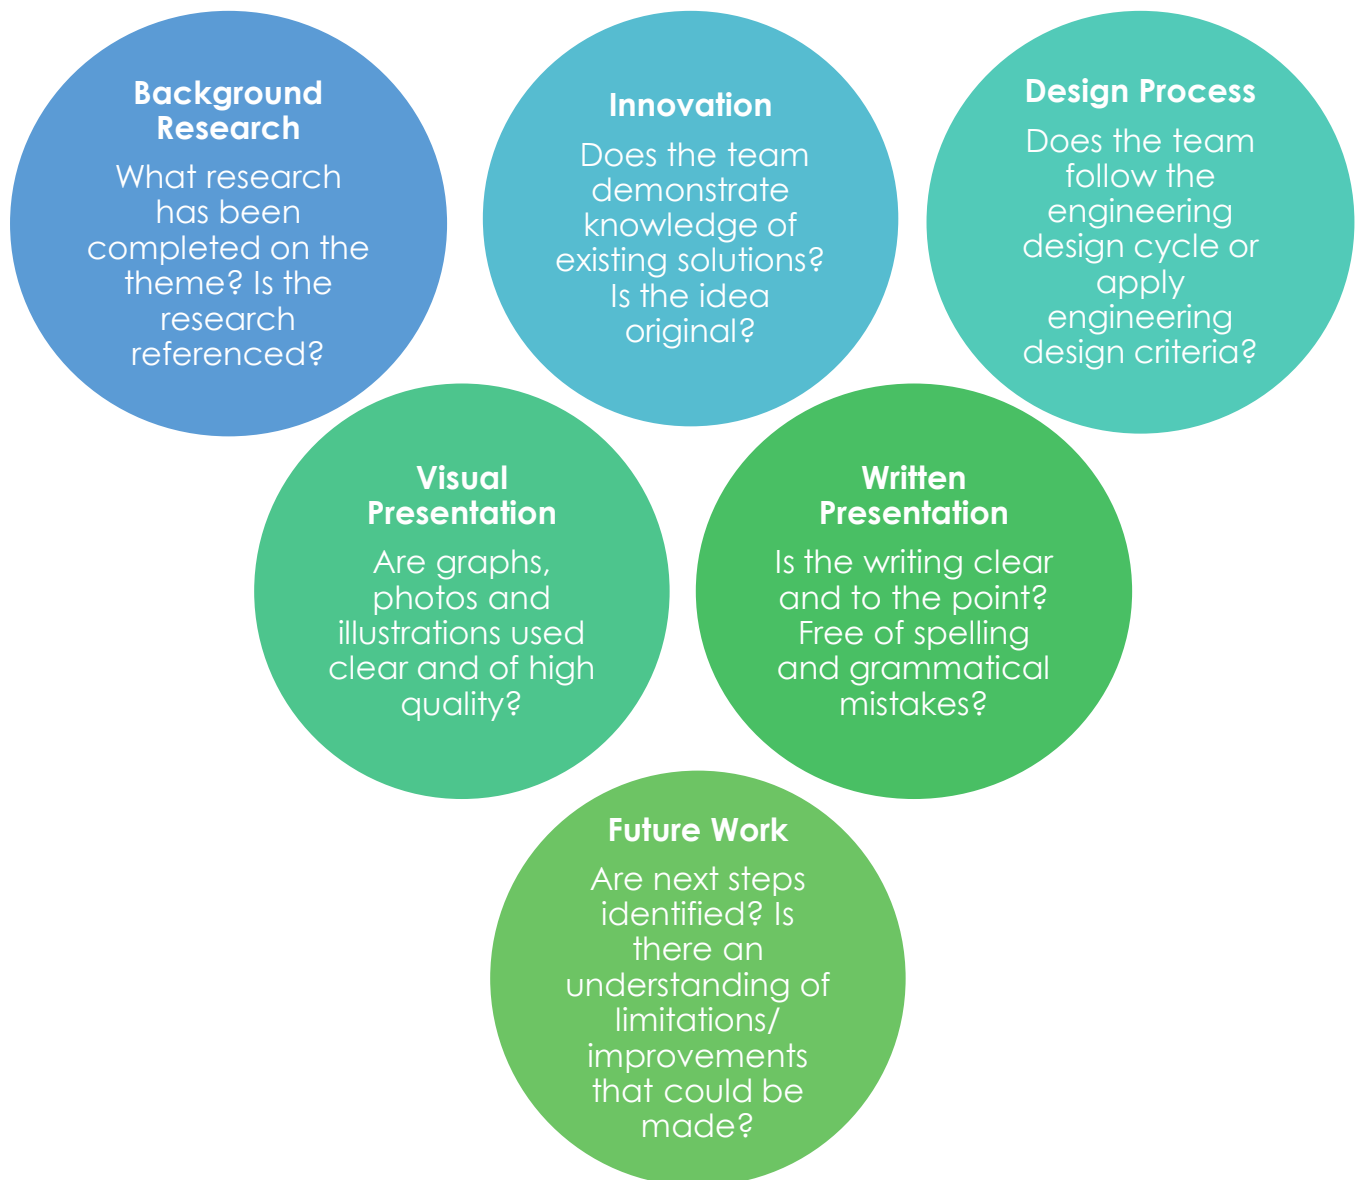 Background
Research
What research
has been
completed on the
theme? Is the
research
referenced?
Innovation
Does the team
demonstrate
knowledge of
existing solutions?
Is the idea
original?
Design Process
Does the team
follow the
engineering
design cycle or
apply
engineering
design criteria?
Visual
Presentation
Are graphs,
photos and
illustrations used
clear and of high
quality?
Written
Presentation
Is the writing clear
and to the point?
Free of spelling
and grammatical
mistakes?
Future Work
Are next steps
identified? Is
there an
understanding of
limitations/
improvements
that could be
made?